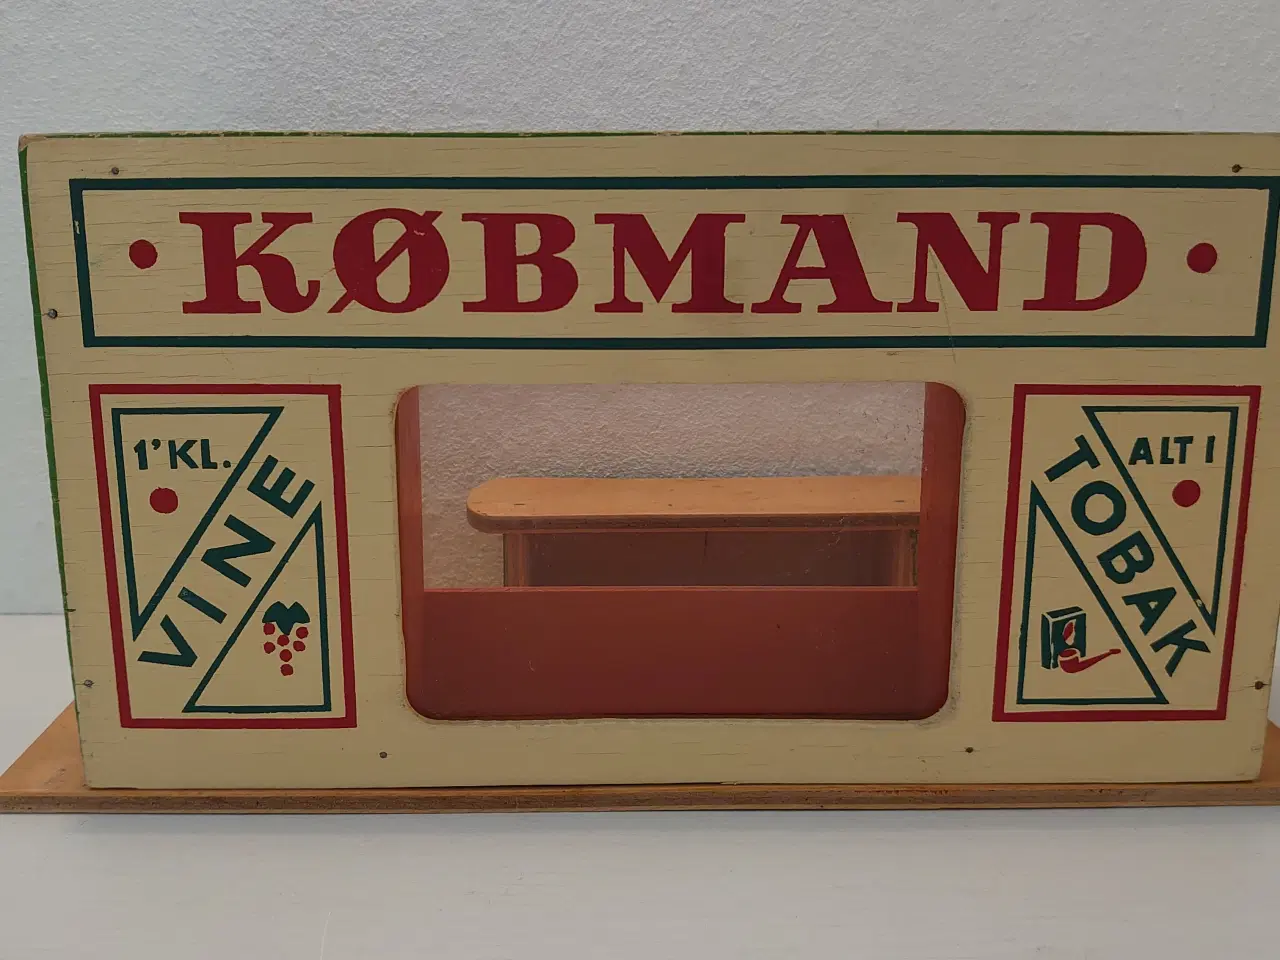 • KØBMAND •
1' KL.
VINE
ALT I
TOBAK